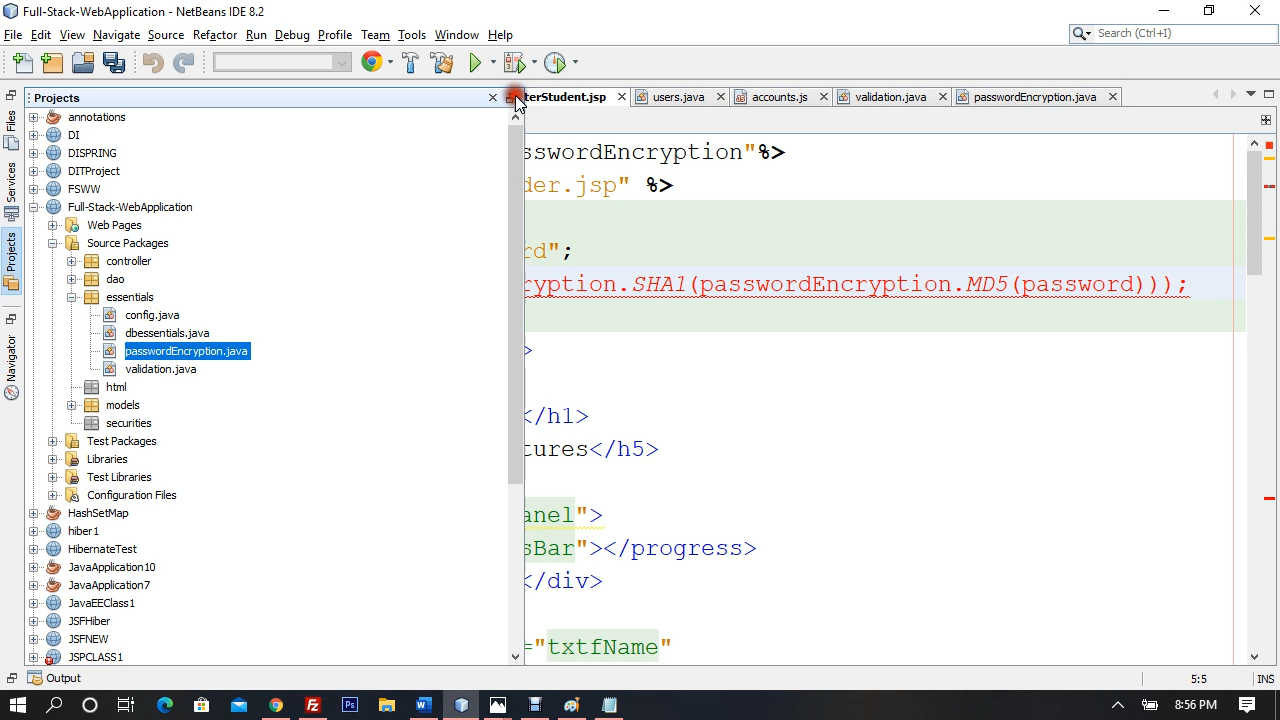 Full-Stack-WebApplication - NetBeans IDE 8.2
File Edit View Navigate Source Refactor Run Debug Profile Team Tools Window Help
Search (Ctrl+I)
Projects
terStudent.jsp
users.java
accounts.js
validation.java
passwordEncryption.java
Files
Services
Projects
Navigator
annotations
DI
DISPRING
DITProject
FSWW
Full-Stack-WebApplication
Web Pages
Source Packages
controller
dao
essentials
config.java
dbessentials.java
passwordEncryption.java
validation.java
html
models
securities
Test Packages
Libraries
Test Libraries
Configuration Files
HashSetMap
hiber1
HibernateTest
JavaApplication10
JavaApplication7
JavaEEClass1
JSFHiber
JSFNEW
JSPCLASS1
sswordEncryption"%>
der.jsp" %>
rd";
ryption.SHA1(passwordEncryption.MD5(password)));
>
</h1>
tures</h5>
anel">
sBar"></progress>
</div>
="txtfName"
Output
5:5
INS
8:56 PM